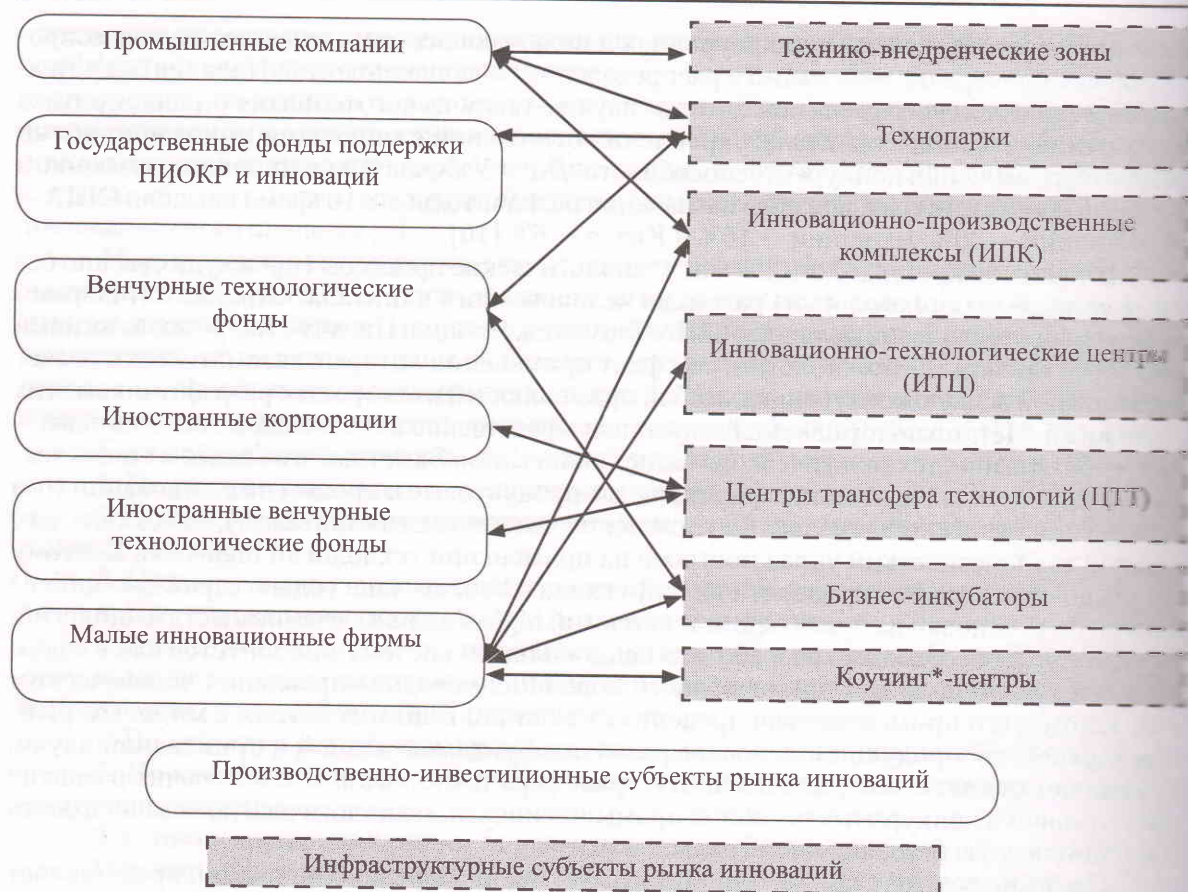 Промышленные компании
Государственные фонды поддержки
НИОКР и инноваций
Венчурные технологические
фонды
Иностранные корпорации
Иностранные венчурные
технологические фонды
Малые инновационные фирмы
Технико-внедренческие зоны
Технопарки
Инновационно-производственные
комплексы (ИПК)
Инновационно-технологические центры
(ИТЦ)
Центры трансфера технологий (ЦТТ)
Бизнес-инкубаторы
Коучинг*-центры
Производственно-инвестиционные субъекты рынка инноваций
Инфраструктурные субъекты рынка инноваций